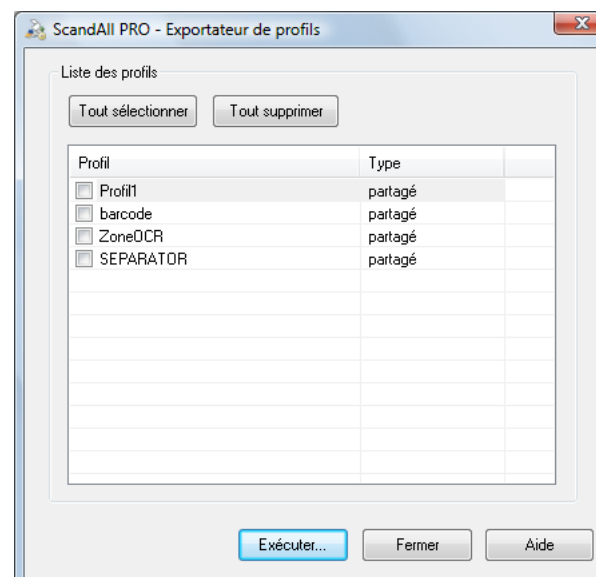 ScandAll PRO - Exportateur de profils
Liste des profils
Tout sélectionner Tout supprimer
Profil Type
Profil1 partagé
barcode partagé
ZoneOCR partagé
SEPARATOR partagé
Exécuter... Fermer Aide